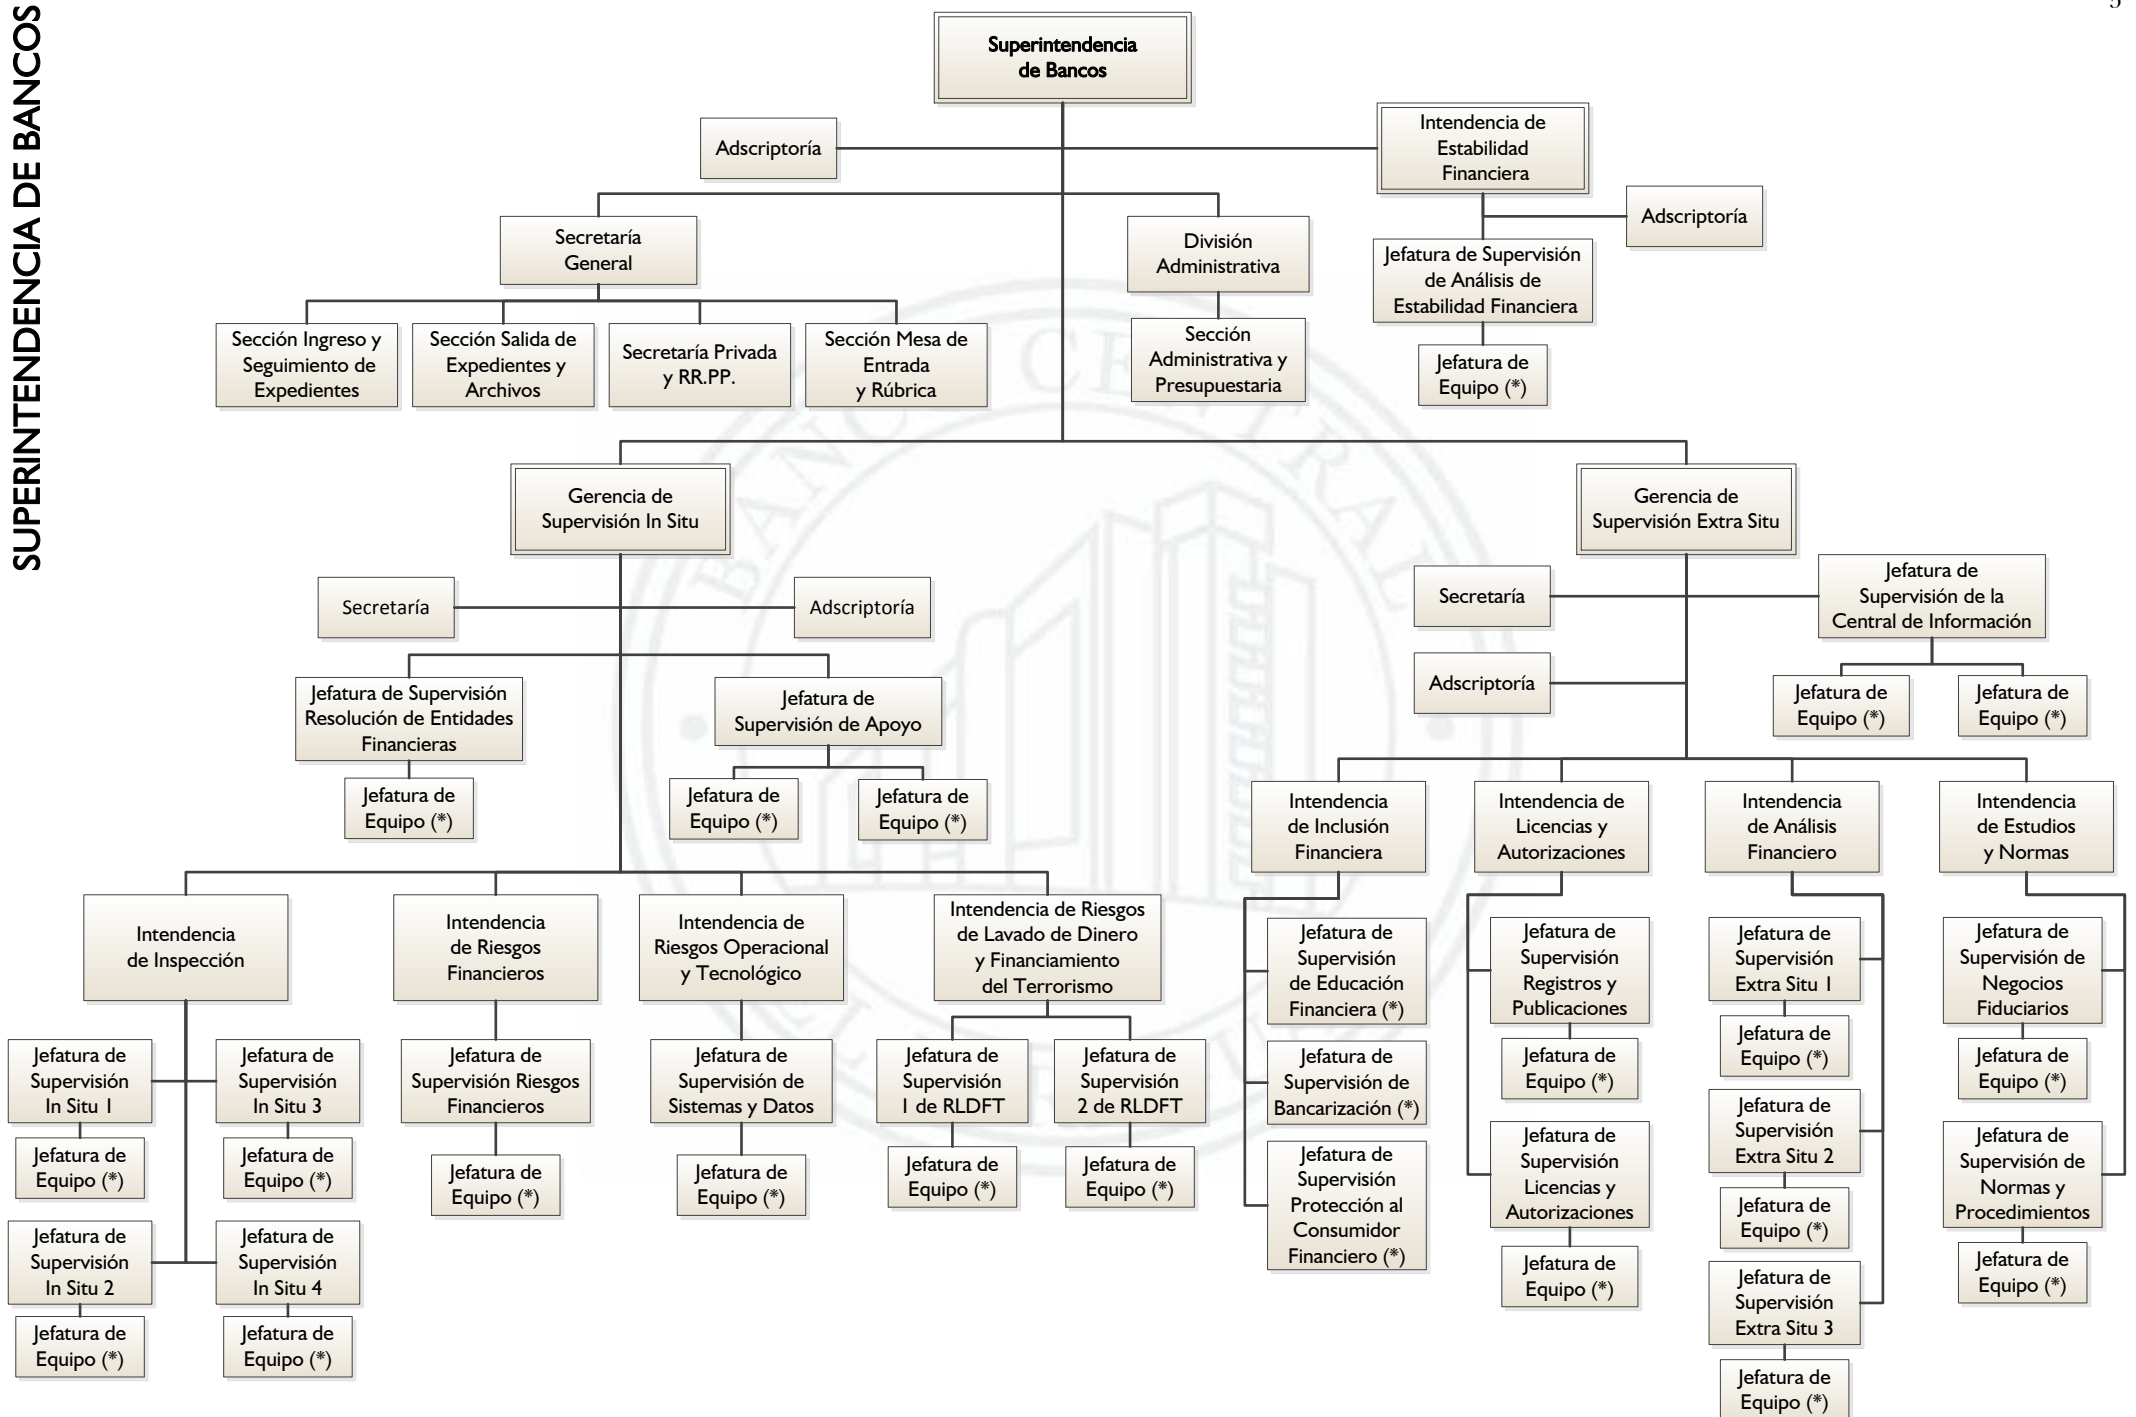 5
SUPERINTENDENCIA DE BANCOS
Superintendencia
de Bancos
Adscriptoría
Intendencia de
Estabilidad
Financiera
Adscriptoría
Secretaría
General
División
Administrativa
Jefatura de Supervisión
de Análisis de
Estabilidad Financiera
Sección Ingreso y
Seguimiento de
Expedientes
Sección Salida de
Expedientes y
Archivos
Secretaría Privada
y RR.PP.
Sección Mesa de
Entrada
y Rúbrica
Sección
Administrativa y
Presupuestaria
Jefatura de
Equipo (*)
Gerencia de
Supervisión In Situ
Gerencia de
Supervisión Extra Situ
Secretaría
Adscriptoría
Secretaría
Jefatura de
Supervisión de la
Central de Información
Adscriptoría
Jefatura de
Equipo (*)
Jefatura de
Equipo (*)
Jefatura de Supervisión
Resolución de Entidades
Financieras
Jefatura de
Supervisión de Apoyo
Jefatura de
Equipo (*)
Jefatura de
Equipo (*)
Jefatura de
Equipo (*)
Intendencia
de Inclusión
Financiera
Intendencia de
Licencias y
Autorizaciones
Intendencia
de Análisis
Financiero
Intendencia
de Estudios
y Normas
Intendencia
de Inspección
Intendencia
de Riesgos
Financieros
Intendencia de
Riesgos Operacional
y Tecnológico
Intendencia de Riesgos
de Lavado de Dinero
y Financiamiento
del Terrorismo
Jefatura de
Supervisión
In Situ 1
Jefatura de
Equipo (*)
Jefatura de
Supervisión
In Situ 3
Jefatura de
Equipo (*)
Jefatura de
Supervisión
In Situ 2
Jefatura de
Equipo (*)
Jefatura de
Supervisión
In Situ 4
Jefatura de
Equipo (*)
Jefatura de
Supervisión Riesgos
Financieros
Jefatura de
Equipo (*)
Jefatura de
Supervisión de
Sistemas y Datos
Jefatura de
Equipo (*)
Jefatura de
Supervisión
1 de RLDFT
Jefatura de
Equipo (*)
Jefatura de
Supervisión
2 de RLDFT
Jefatura de
Equipo (*)
Jefatura de
Supervisión
de Educación
Financiera (*)
Jefatura de
Supervisión de
Bancarización (*)
Jefatura de
Supervisión
Protección al
Consumidor
Financiero (*)
Jefatura de
Supervisión
Registros y
Publicaciones
Jefatura de
Equipo (*)
Jefatura de
Supervisión
Licencias y
Autorizaciones
Jefatura de
Equipo (*)
Jefatura de
Supervisión
Extra Situ 1
Jefatura de
Equipo (*)
Jefatura de
Supervisión
Extra Situ 2
Jefatura de
Equipo (*)
Jefatura de
Supervisión
Extra Situ 3
Jefatura de
Equipo (*)
Jefatura de
Supervisión de
Negocios
Fiduciarios
Jefatura de
Equipo (*)
Jefatura de
Supervisión de
Normas y
Procedimientos
Jefatura de
Equipo (*)
BANCO CENTRAL